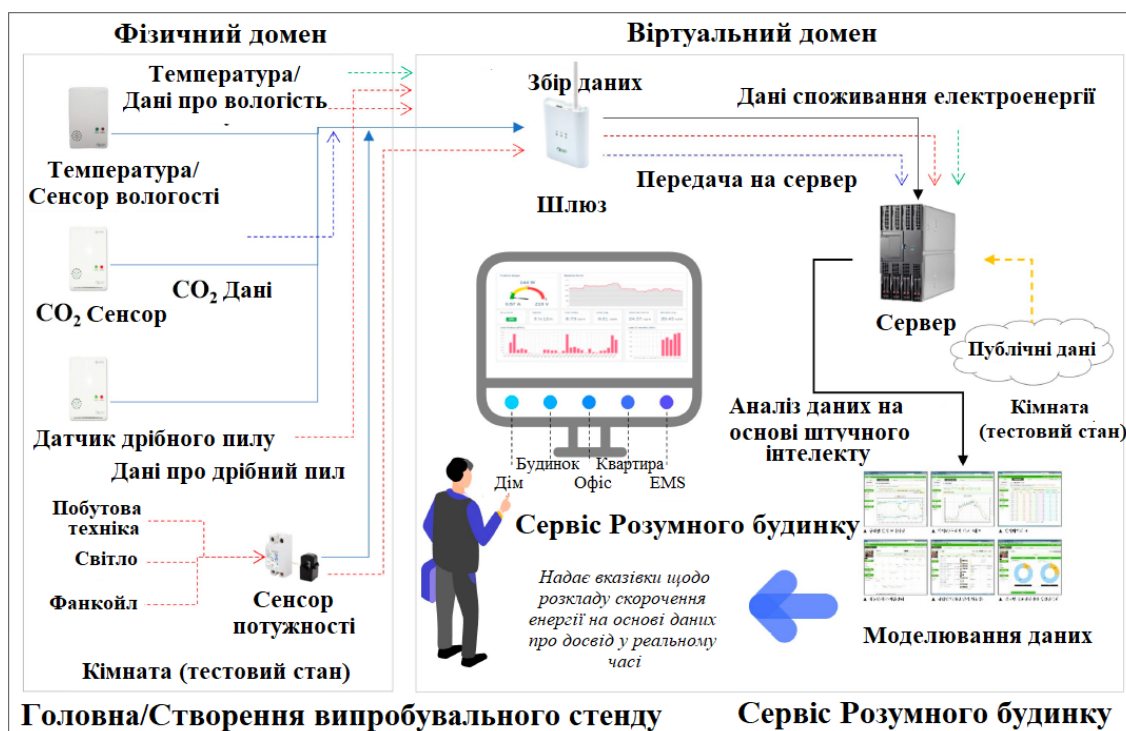 Фізичний домен
Віртуальний домен
Температура/
Дані про вологість
Збір даних
Дані споживання електроенергії
Температура/
Сенсор вологості
Передача на сервер
Шлюз
CO₂ Дані
CO₂ Сенсор
Сервер
Публічні дані
Датчик дрібного пилу
Дані про дрібний пил
Аналіз даних на
основі штучного
інтелекту
Кімната
(тестовий стан)
Будинок
Квартира
Дім
Офіс
EMS
Побутова
техніка
Світло
Фанкойл
Сенсор
потужності
Сервіс Розумного будинку
Надає вказівки щодо
розкладу скорочення
енергії на основі даних
про досвід у реальному
часі
Моделювання даних
Кімната (тестовий стан)
Головна/Створення випробувального стенду
Сервіс Розумного будинку